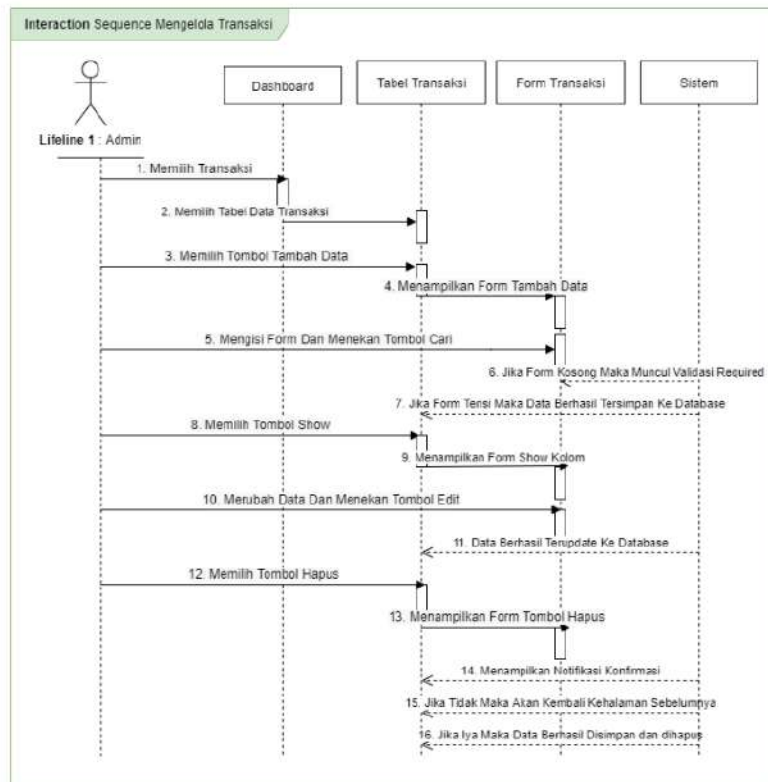 Interaction Sequence Mengelola Transaksi
Dashboard
Tabel Transaksi
Form Transaksi
Sistem
Lifeline 1 : Admin
1. Memilih Transaksi
2. Memilih Tabel Data Transaksi
3. Memilih Tombol Tambah Data
4. Menampilkan Form Tambah Data
5. Mengisi Form Dan Menekan Tombol Cari
6. Jika Form Kosong Maka Muncul Validasi Required
7. Jika Form Terisi Maka Data Berhasil Tersimpan Ke Database
8. Memilih Tombol Show
9. Menampilkan Form Show Kolom
10. Merubah Data Dan Menekan Tombol Edit
11. Data Berhasil Terupdate Ke Database
12. Memilih Tombol Hapus
13. Menampilkan Form Tombol Hapus
14. Menampilkan Notifikasi Konfirmasi
15. Jika Tidak Maka Akan Kembali Kehalaman Sebelumnya
16. Jika Iya Maka Data Berhasil Disimpan dan dihapus